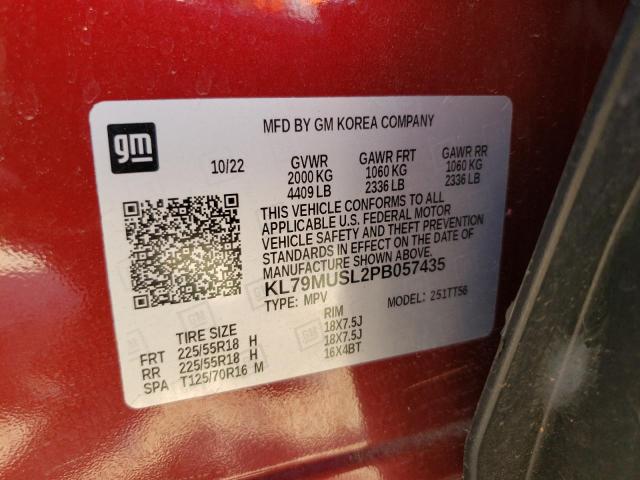 gm
MFD BY GM KOREA COMPANY
10/22 GVWR GAWR FRT GAWR RR
2000 KG 1060 KG 1060 KG
4409 LB 2336 LB 2336 LB
THIS VEHICLE CONFORMS TO ALL
APPLICABLE U.S. FEDERAL MOTOR
VEHICLE SAFETY AND THEFT PREVENTION
STANDARDS IN EFFECT ON THE DATE OF
MANUFACTURE SHOWN ABOVE.
KL79MUSL2PB057435
TYPE: MPV MODEL: 251TT56
TIRE SIZE RIM
FRT 225/55R18 H 18X7.5J
RR 225/55R18 H 18X7.5J
SPA T125/70R16 M 16X4BT